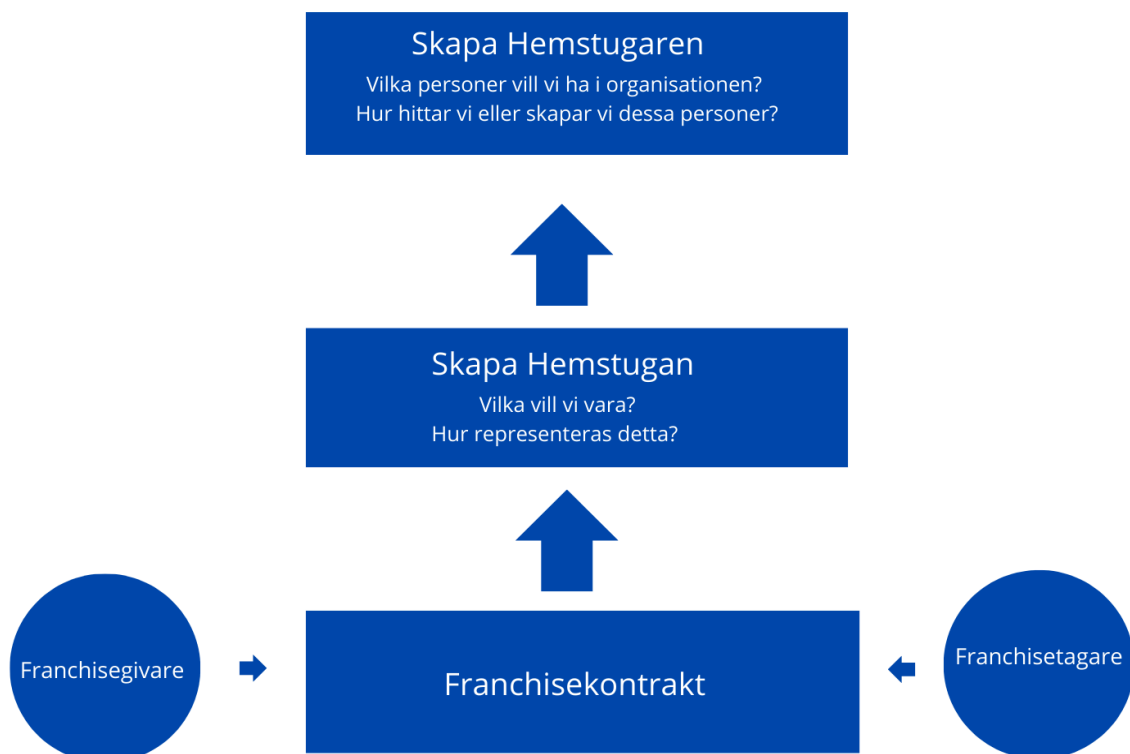 Skapa Hemstugaren
Vilka personer vill vi ha i organisationen?
Hur hittar vi eller skapar vi dessa personer?
Skapa Hemstugan
Vilka vill vi vara?
Hur representeras detta?
Franchisegivare
Franchisekontrakt
Franchisetagare